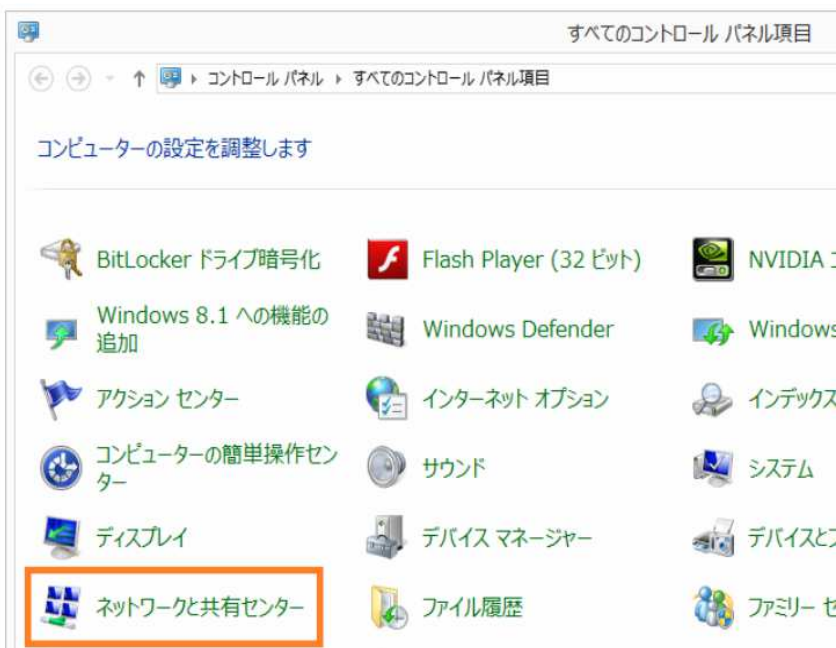 すべてのコントロール パネル項目
コントロール パネル ▸ すべてのコントロール パネル項目
コンピューターの設定を調整します
BitLocker ドライブ暗号化
Flash Player (32 ビット)
NVIDIA
Windows 8.1 への機能の
追加
Windows Defender
Windows
アクション センター
インターネット オプション
インデックス
コンピューターの簡単操作セン
ター
サウンド
システム
ディスプレイ
デバイス マネージャー
デバイスと
ネットワークと共有センター
ファイル履歴
ファミリー